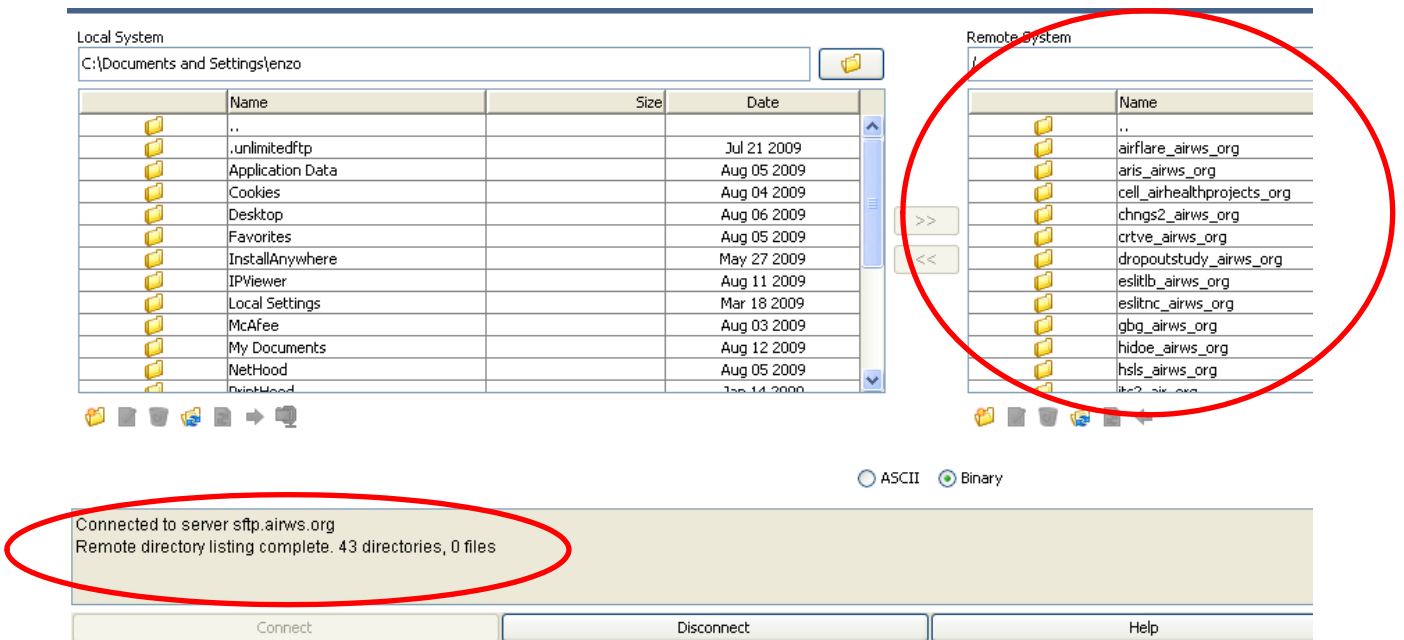 Local System
Remote System
C:\Documents and Settings\enzo
/
Name Size Date
Name
..
..
.unlimitedftp Jul 21 2009
airflare_airws_org
Application Data Aug 05 2009
aris_airws_org
Cookies Aug 04 2009
cell_airhealthprojects_org
Desktop Aug 06 2009
chngs2_airws_org
>>
Favorites Aug 05 2009
crtve_airws_org
InstallAnywhere May 27 2009
<<
dropoutstudy_airws_org
IPViewer Aug 11 2009
eslitlb_airws_org
Local Settings Mar 18 2009
eslitnc_airws_org
McAfee Aug 03 2009
gbg_airws_org
My Documents Aug 12 2009
hidoe_airws_org
NetHood Aug 05 2009
hsls_airws_org
PrintHood Jan 14 2009
ASCII Binary
Connected to server sftp.airws.org
Remote directory listing complete. 43 directories, 0 files
Connect Disconnect Help